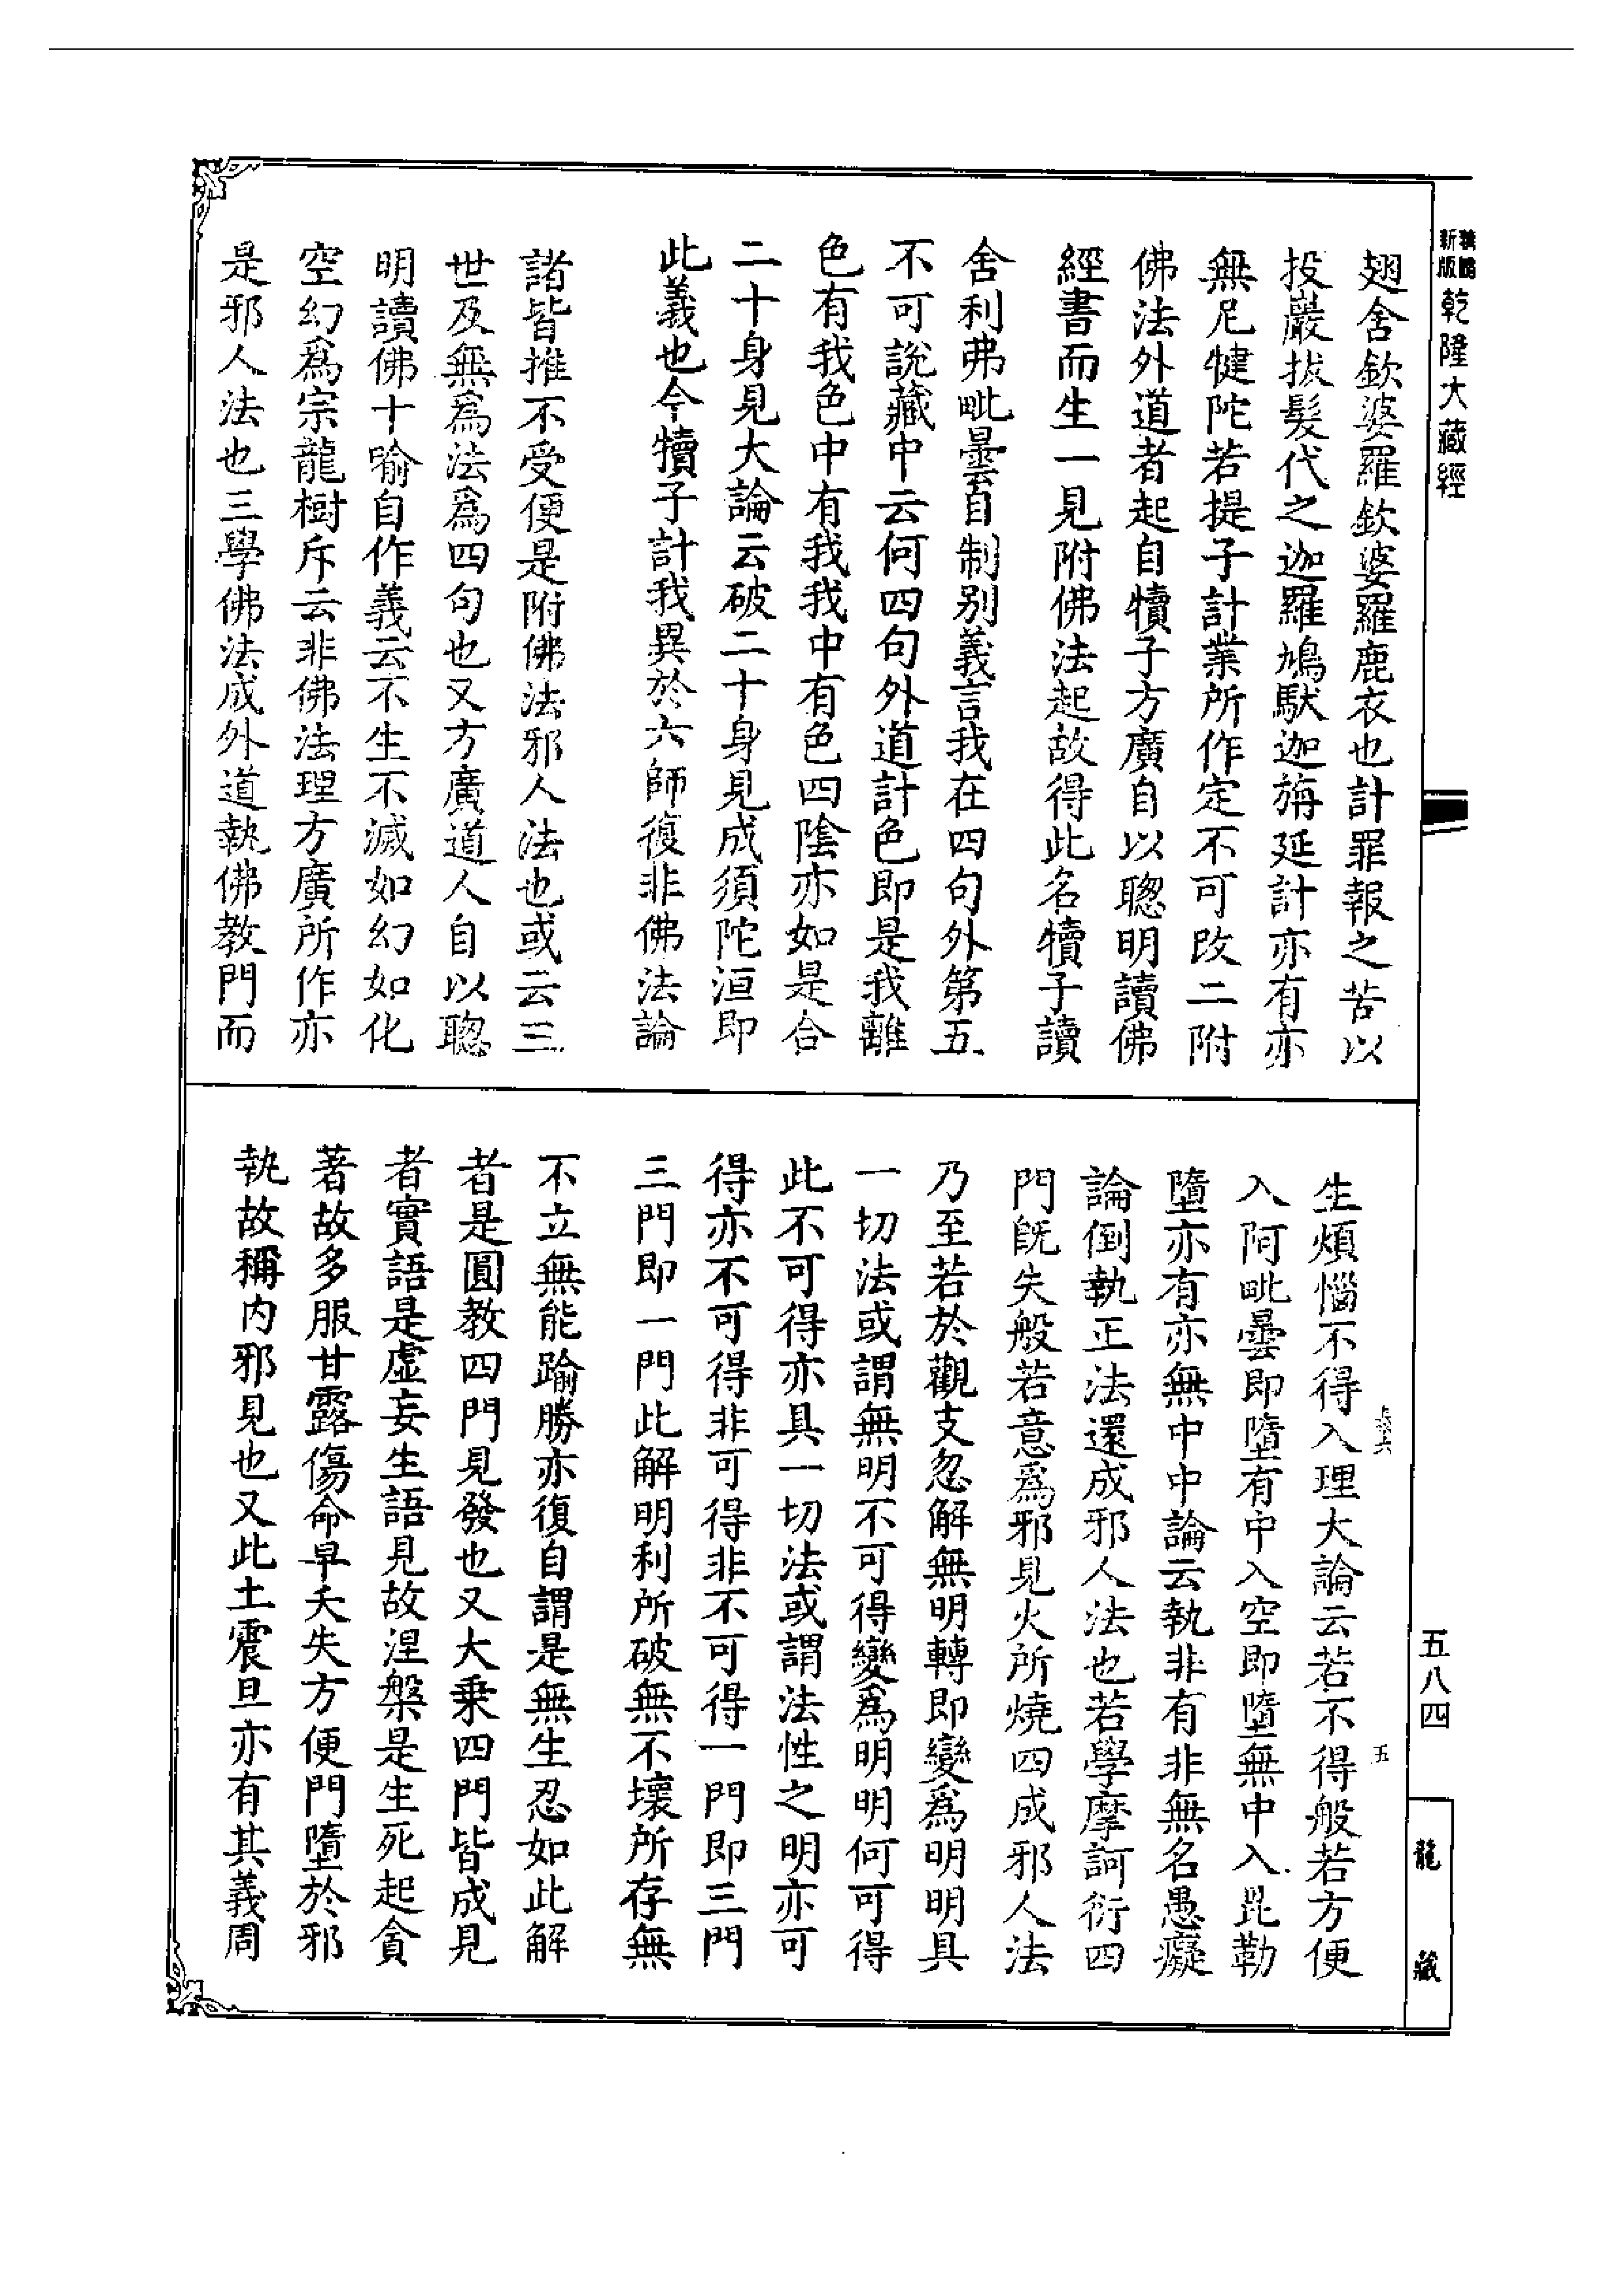 新版
乾隆大藏經
翅舍欽婆羅欽婆羅鹿衣也計罪報之苦以
投巖拔髮代之迦羅鳩馱迦旃延計亦有亦
無尼犍陀若提子計業所作定不可改二附
佛法外道者起自犢子方廣自以聰明讀佛
經書而生一見附佛法起故得此名犢子讀
舍利弗毗曇自制别義言我在四句外第五
不可說藏中云何四句外道計色即是我離
色有我色中有我我中有色四陰亦如是合
二十身見大論云破二十身見成須陀洹即
此義也今犢子計我異於六師復非佛法論
諸皆推不受便是附佛法邪人法也或云三
世及無爲法爲四句也又方廣道人自以聰
明讀佛十喻自作義云不生不滅如幻如化
空幻爲宗龍樹斥云非佛法理方廣所作亦
是邪人法也三學佛法成外道執佛教門而
生煩惱不得入理大論云若不得般若方便
入阿毗曇即墮有中入空即墮無中入毘勒
墮亦有亦無中中論云執非有非無名愚癡
論倒執正法還成邪人法也若學摩訶衍四
門旣失般若意爲邪見火所燒四成邪人法
乃至若於觀支忽解無明轉即變爲明明具
一切法或謂無明不可得變爲明明何可得
此不可得亦具一切法或謂法性之明亦可
得亦不可得非可得非不可得一門即三門
三門即一門此解明利所破無不壞所存無
不立無能踰勝亦復自謂是無生忍如此解
者是圓教四門見發也又大乘四門皆成見
者實語是虛妄生語見故涅槃是生死起貪
著故多服甘露傷命早夭失方便門墮於邪
執故稱内邪見也又此土震旦亦有其義周
五
五八四
龍藏